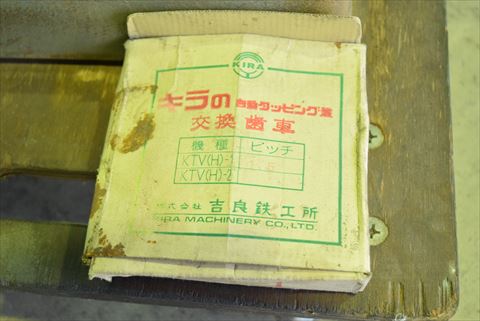 KIRA
キラの自動タッピング盤
交換歯車
機種 ピッチ
KTV(H)-1 1.5
KTV(H)-2
株式会社 吉良鉄工所
KIRA MACHINERY CO., LTD.